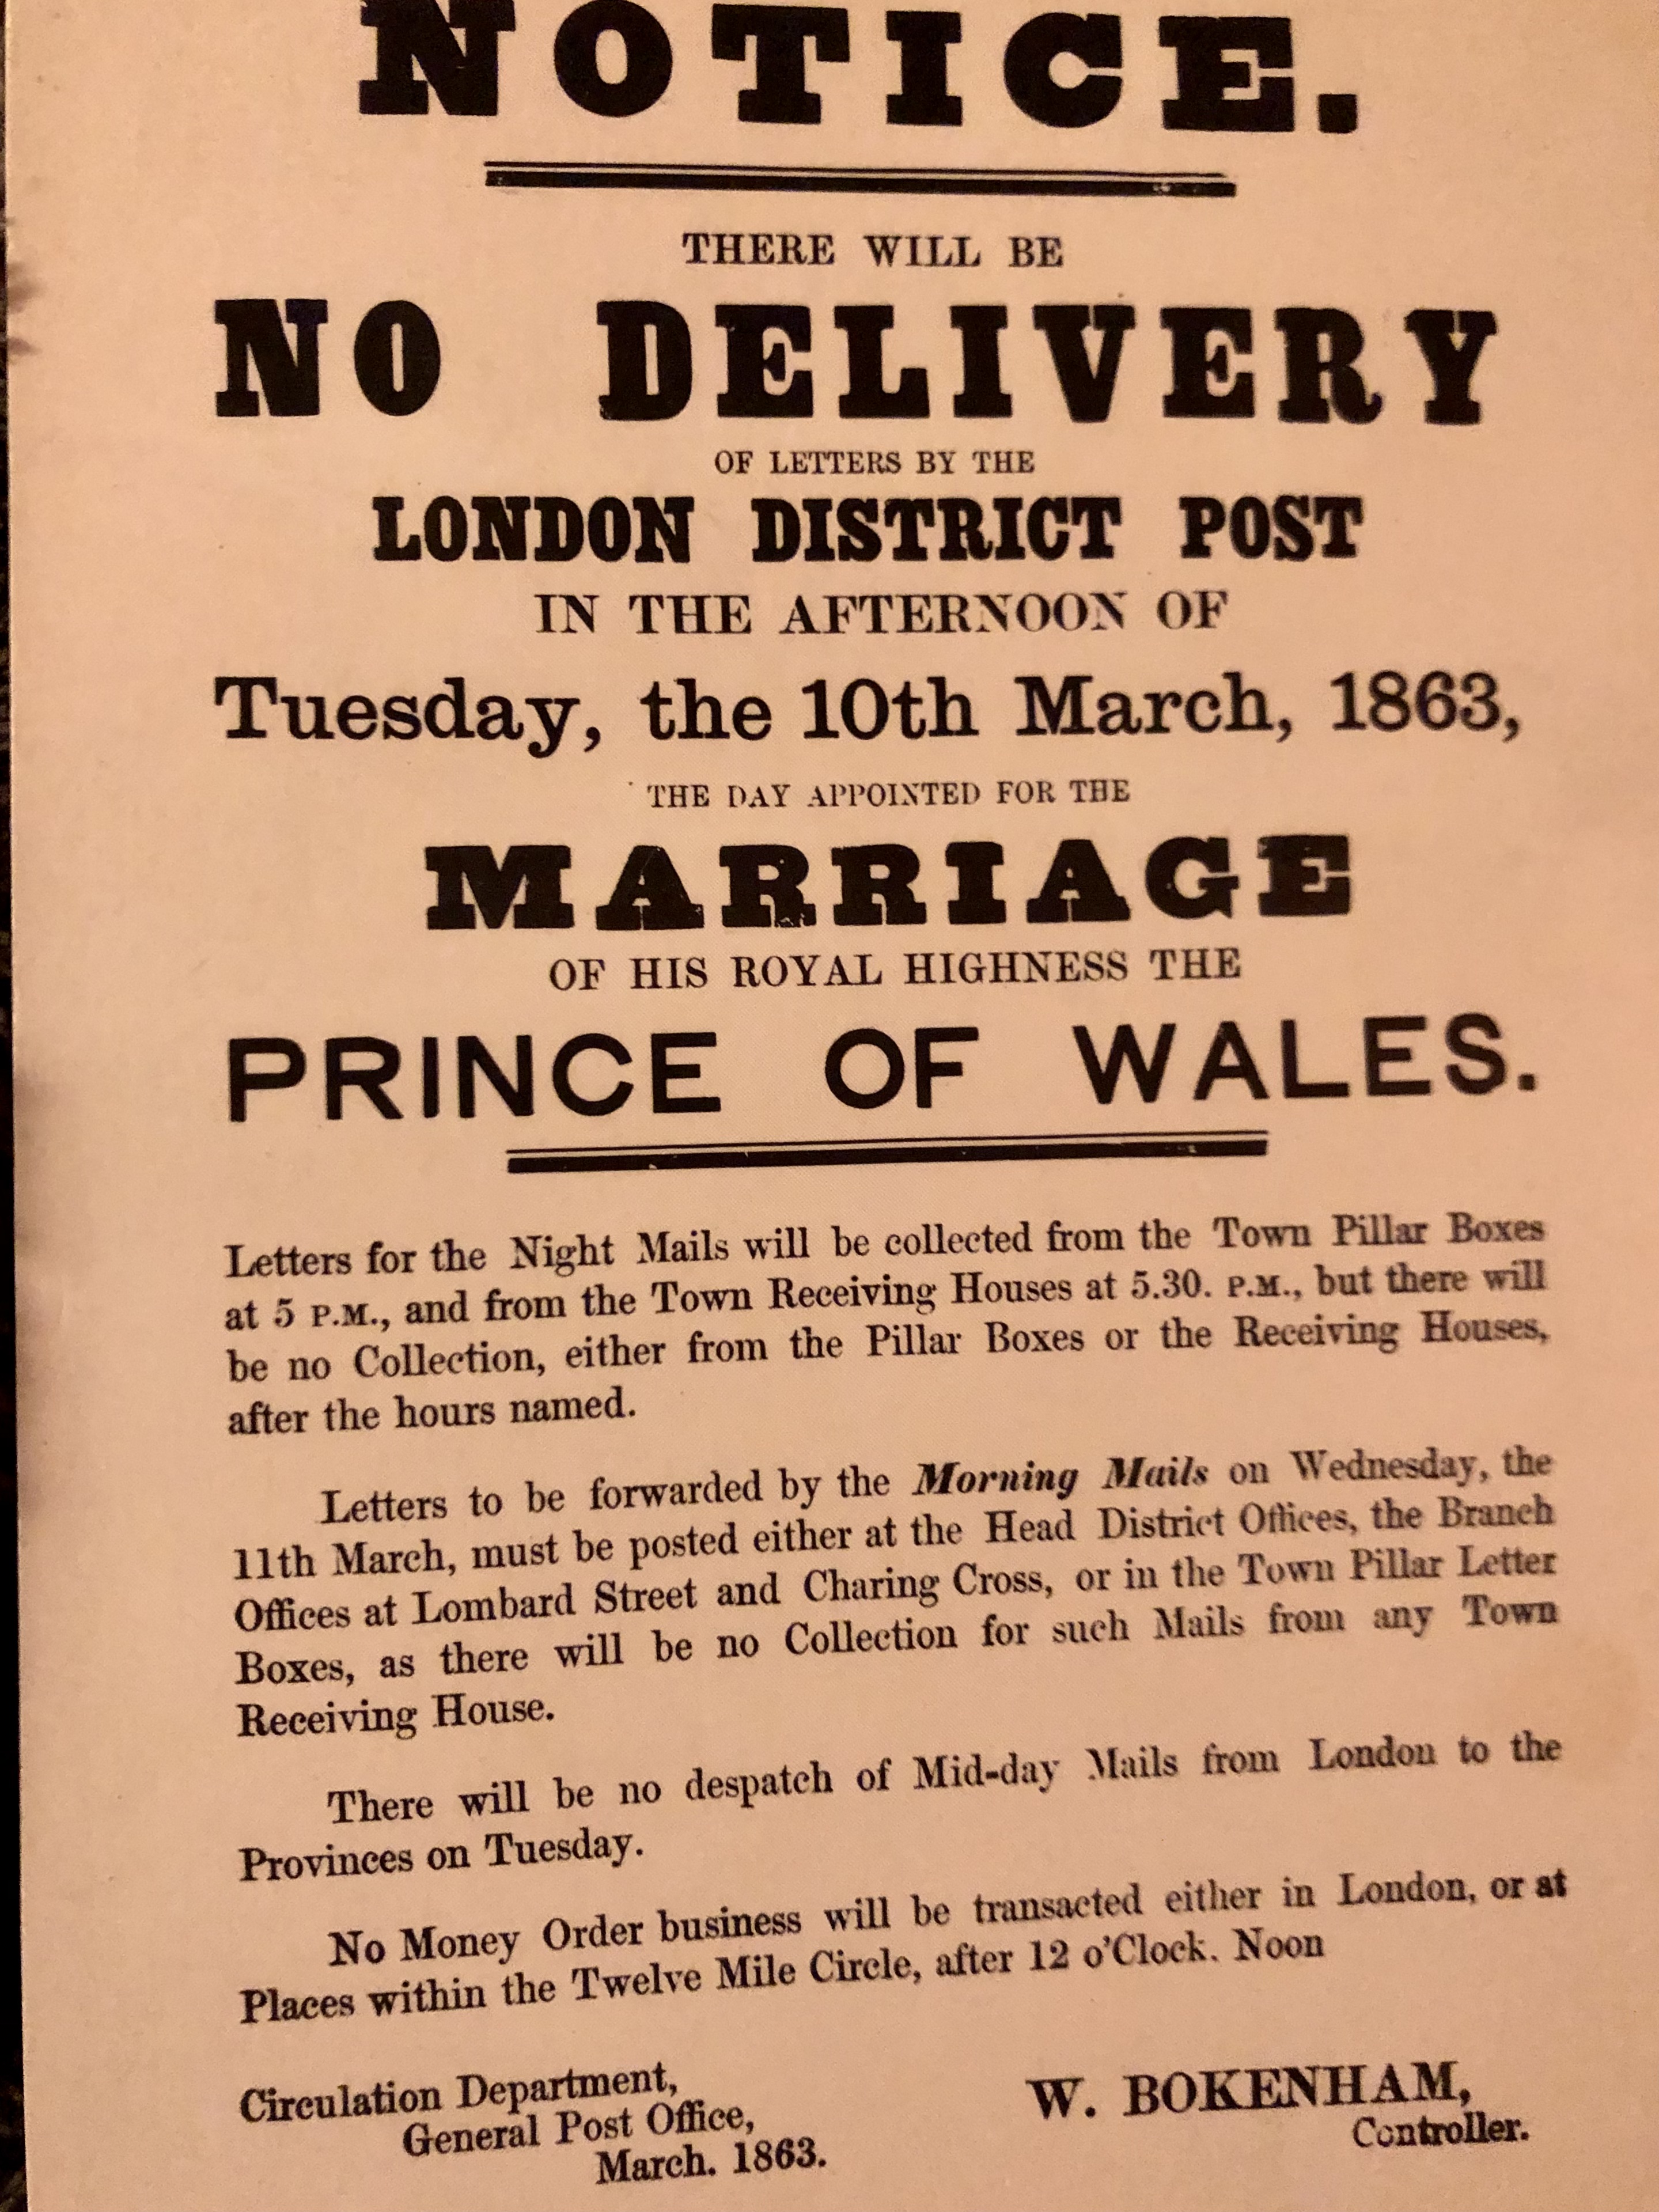 NOTICE.
THERE WILL BE
NO DELIVERY
OF LETTERS BY THE
LONDON DISTRICT POST
IN THE AFTERNOON OF
Tuesday, the 10th March, 1863,
THE DAY APPOINTED FOR THE
MARRIAGE
OF HIS ROYAL HIGHNESS THE
PRINCE OF WALES.
Letters for the Night Mails will be collected from the Town Pillar Boxes
at 5 P.M., and from the Town Receiving Houses at 5.30. P.M., but there will
be no Collection, either from the Pillar Boxes or the Receiving Houses,
after the hours named.
Letters to be forwarded by the Morning Mails on Wednesday, the
11th March, must be posted either at the Head District Offices, the Branch
Offices at Lombard Street and Charing Cross, or in the Town Pillar Letter
Boxes, as there will be no Collection for such Mails from any Town
Receiving House.
There will be no despatch of Mid-day Mails from London to the
Provinces on Tuesday.
No Money Order business will be transacted either in London, or at
Places within the Twelve Mile Circle, after 12 o'Clock. Noon
Circulation Department,
General Post Office,
March. 1863.
W. BOKENHAM,
Controller.